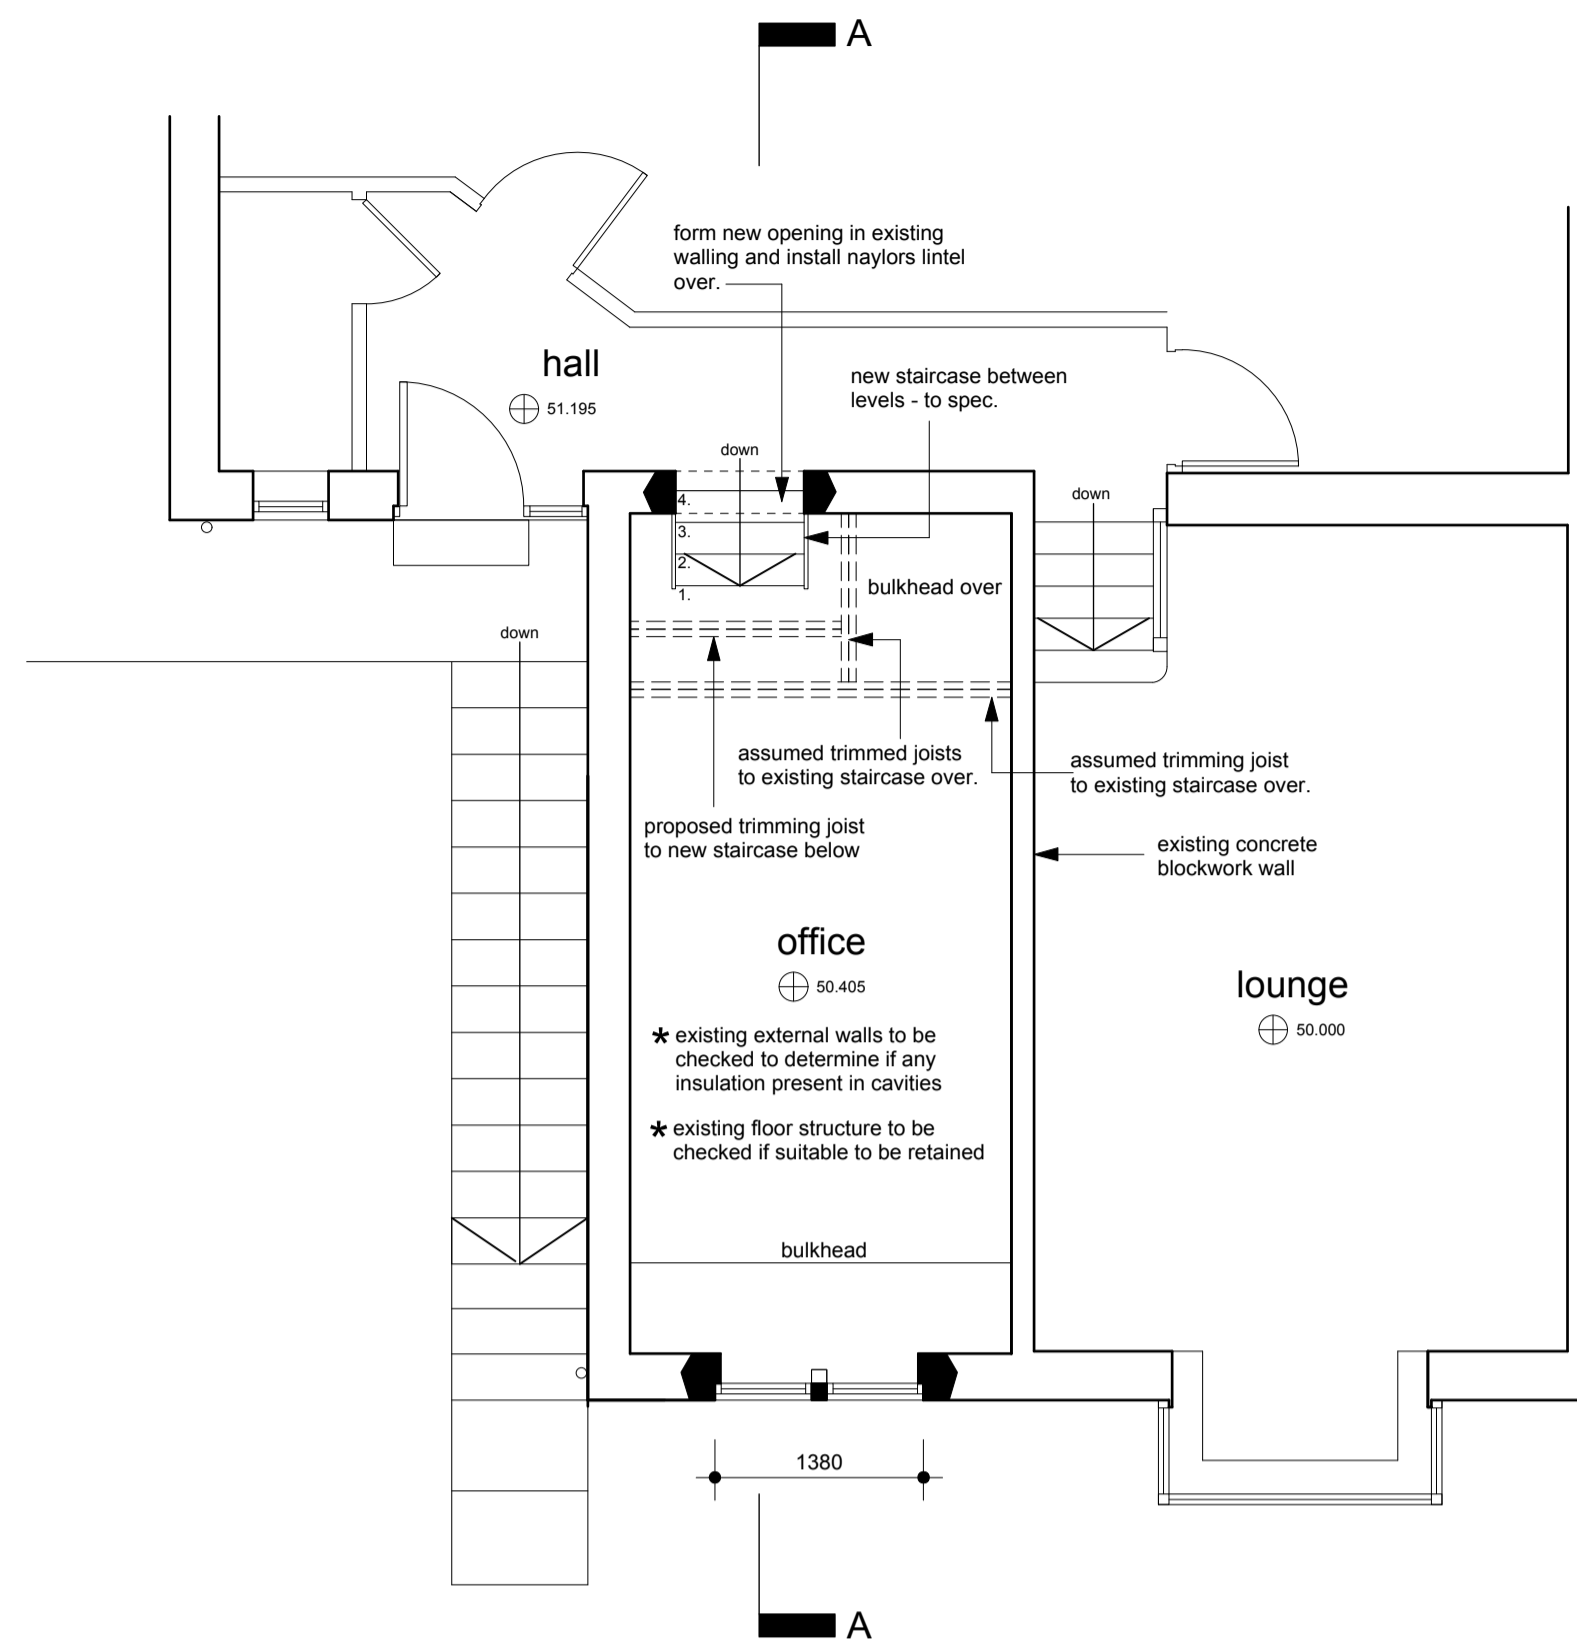 A
form new opening in existing
walling and install naylors lintel
over.
hall
51.195
new staircase between
levels - to spec.
down
down
4.
3.
2.
1.
bulkhead over
down
assumed trimmed joists
to existing staircase over.
assumed trimming joist
to existing staircase over.
proposed trimming joist
to new staircase below
existing concrete
blockwork wall
office
50.405
lounge
50.000
* existing external walls to be
checked to determine if any
insulation present in cavities
* existing floor structure to be
checked if suitable to be retained
bulkhead
1380
A